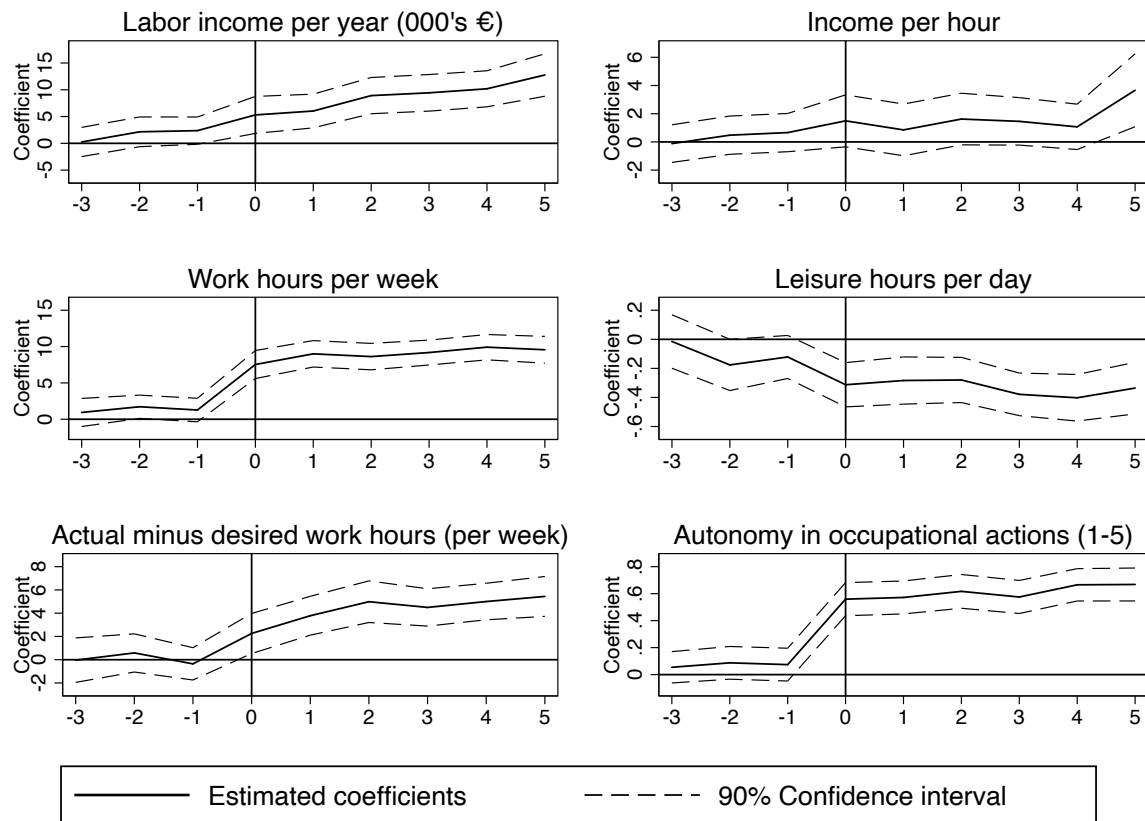 Labor income per year (000's €)
Coefficient
15
10
5
0
-5
-3 -2 -1 0 1 2 3 4 5
Income per hour
Coefficient
6
4
2
0
-2
-3 -2 -1 0 1 2 3 4 5
Work hours per week
Coefficient
15
10
5
0
-3 -2 -1 0 1 2 3 4 5
Leisure hours per day
Coefficient
.2
0
-.2
-.4
-.6
-3 -2 -1 0 1 2 3 4 5
Actual minus desired work hours (per week)
Coefficient
8
6
4
2
0
-2
-3 -2 -1 0 1 2 3 4 5
Autonomy in occupational actions (1-5)
Coefficient
.8
.6
.4
.2
0
-3 -2 -1 0 1 2 3 4 5
Estimated coefficients
90% Confidence interval